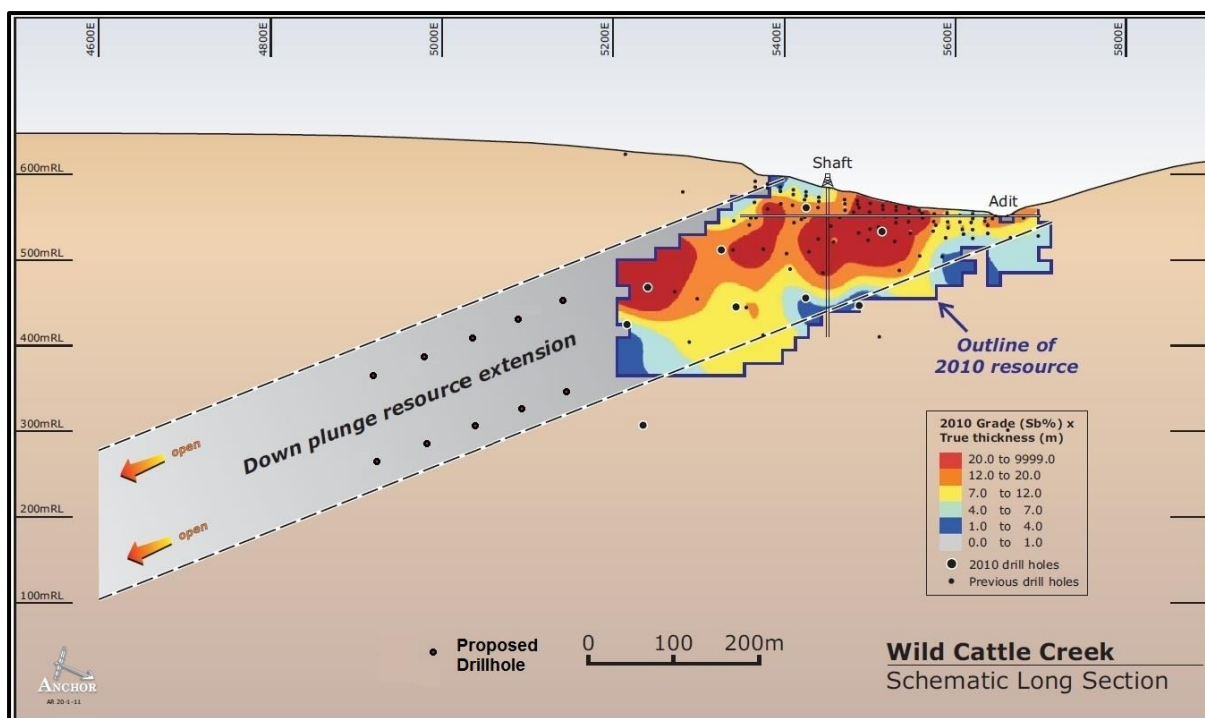 4600E
4800E
5000E
5200E
5400E
5600E
5800E
600mRL
500mRL
400mRL
300mRL
200mRL
100mRL
Shaft
Adit
Outline of
2010 resource
Down plunge resource extension
open
open
2010 Grade (Sb%) x
True thickness (m)
20.0 to 9999.0
12.0 to 20.0
7.0 to 12.0
4.0 to 7.0
1.0 to 4.0
0.0 to 1.0
2010 drill holes
Previous drill holes
Proposed
Drillhole
0 100 200m
Wild Cattle Creek
Schematic Long Section
ANCHOR
AR 20-1-11